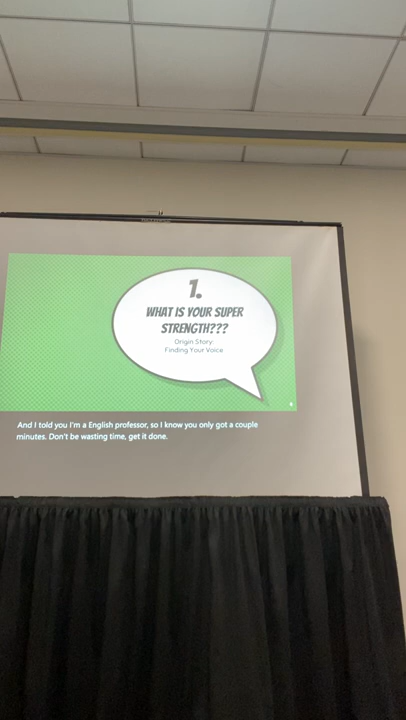 1.
WHAT IS YOUR SUPER
STRENGTH???
Origin Story
Finding Your Voice
And I told you I'm a English professor, so I know you only got a couple
minutes. Don't be wasting time, get it done.